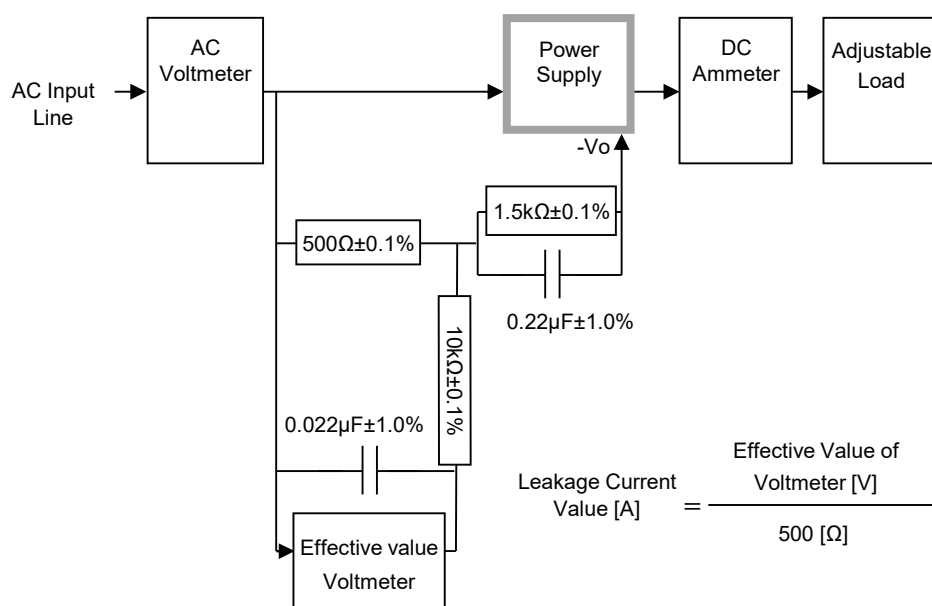 AC
Voltmeter
Power
Supply
DC
Ammeter
Adjustable
Load
AC Input
Line
-Vo
1.5kΩ±0.1%
500Ω±0.1%
0.22µF±1.0%
10kΩ±0.1%
0.022µF±1.0%
Effective value
Voltmeter
Leakage Current
Value [A]
=
Effective Value of
Voltmeter [V]
500 [Ω]